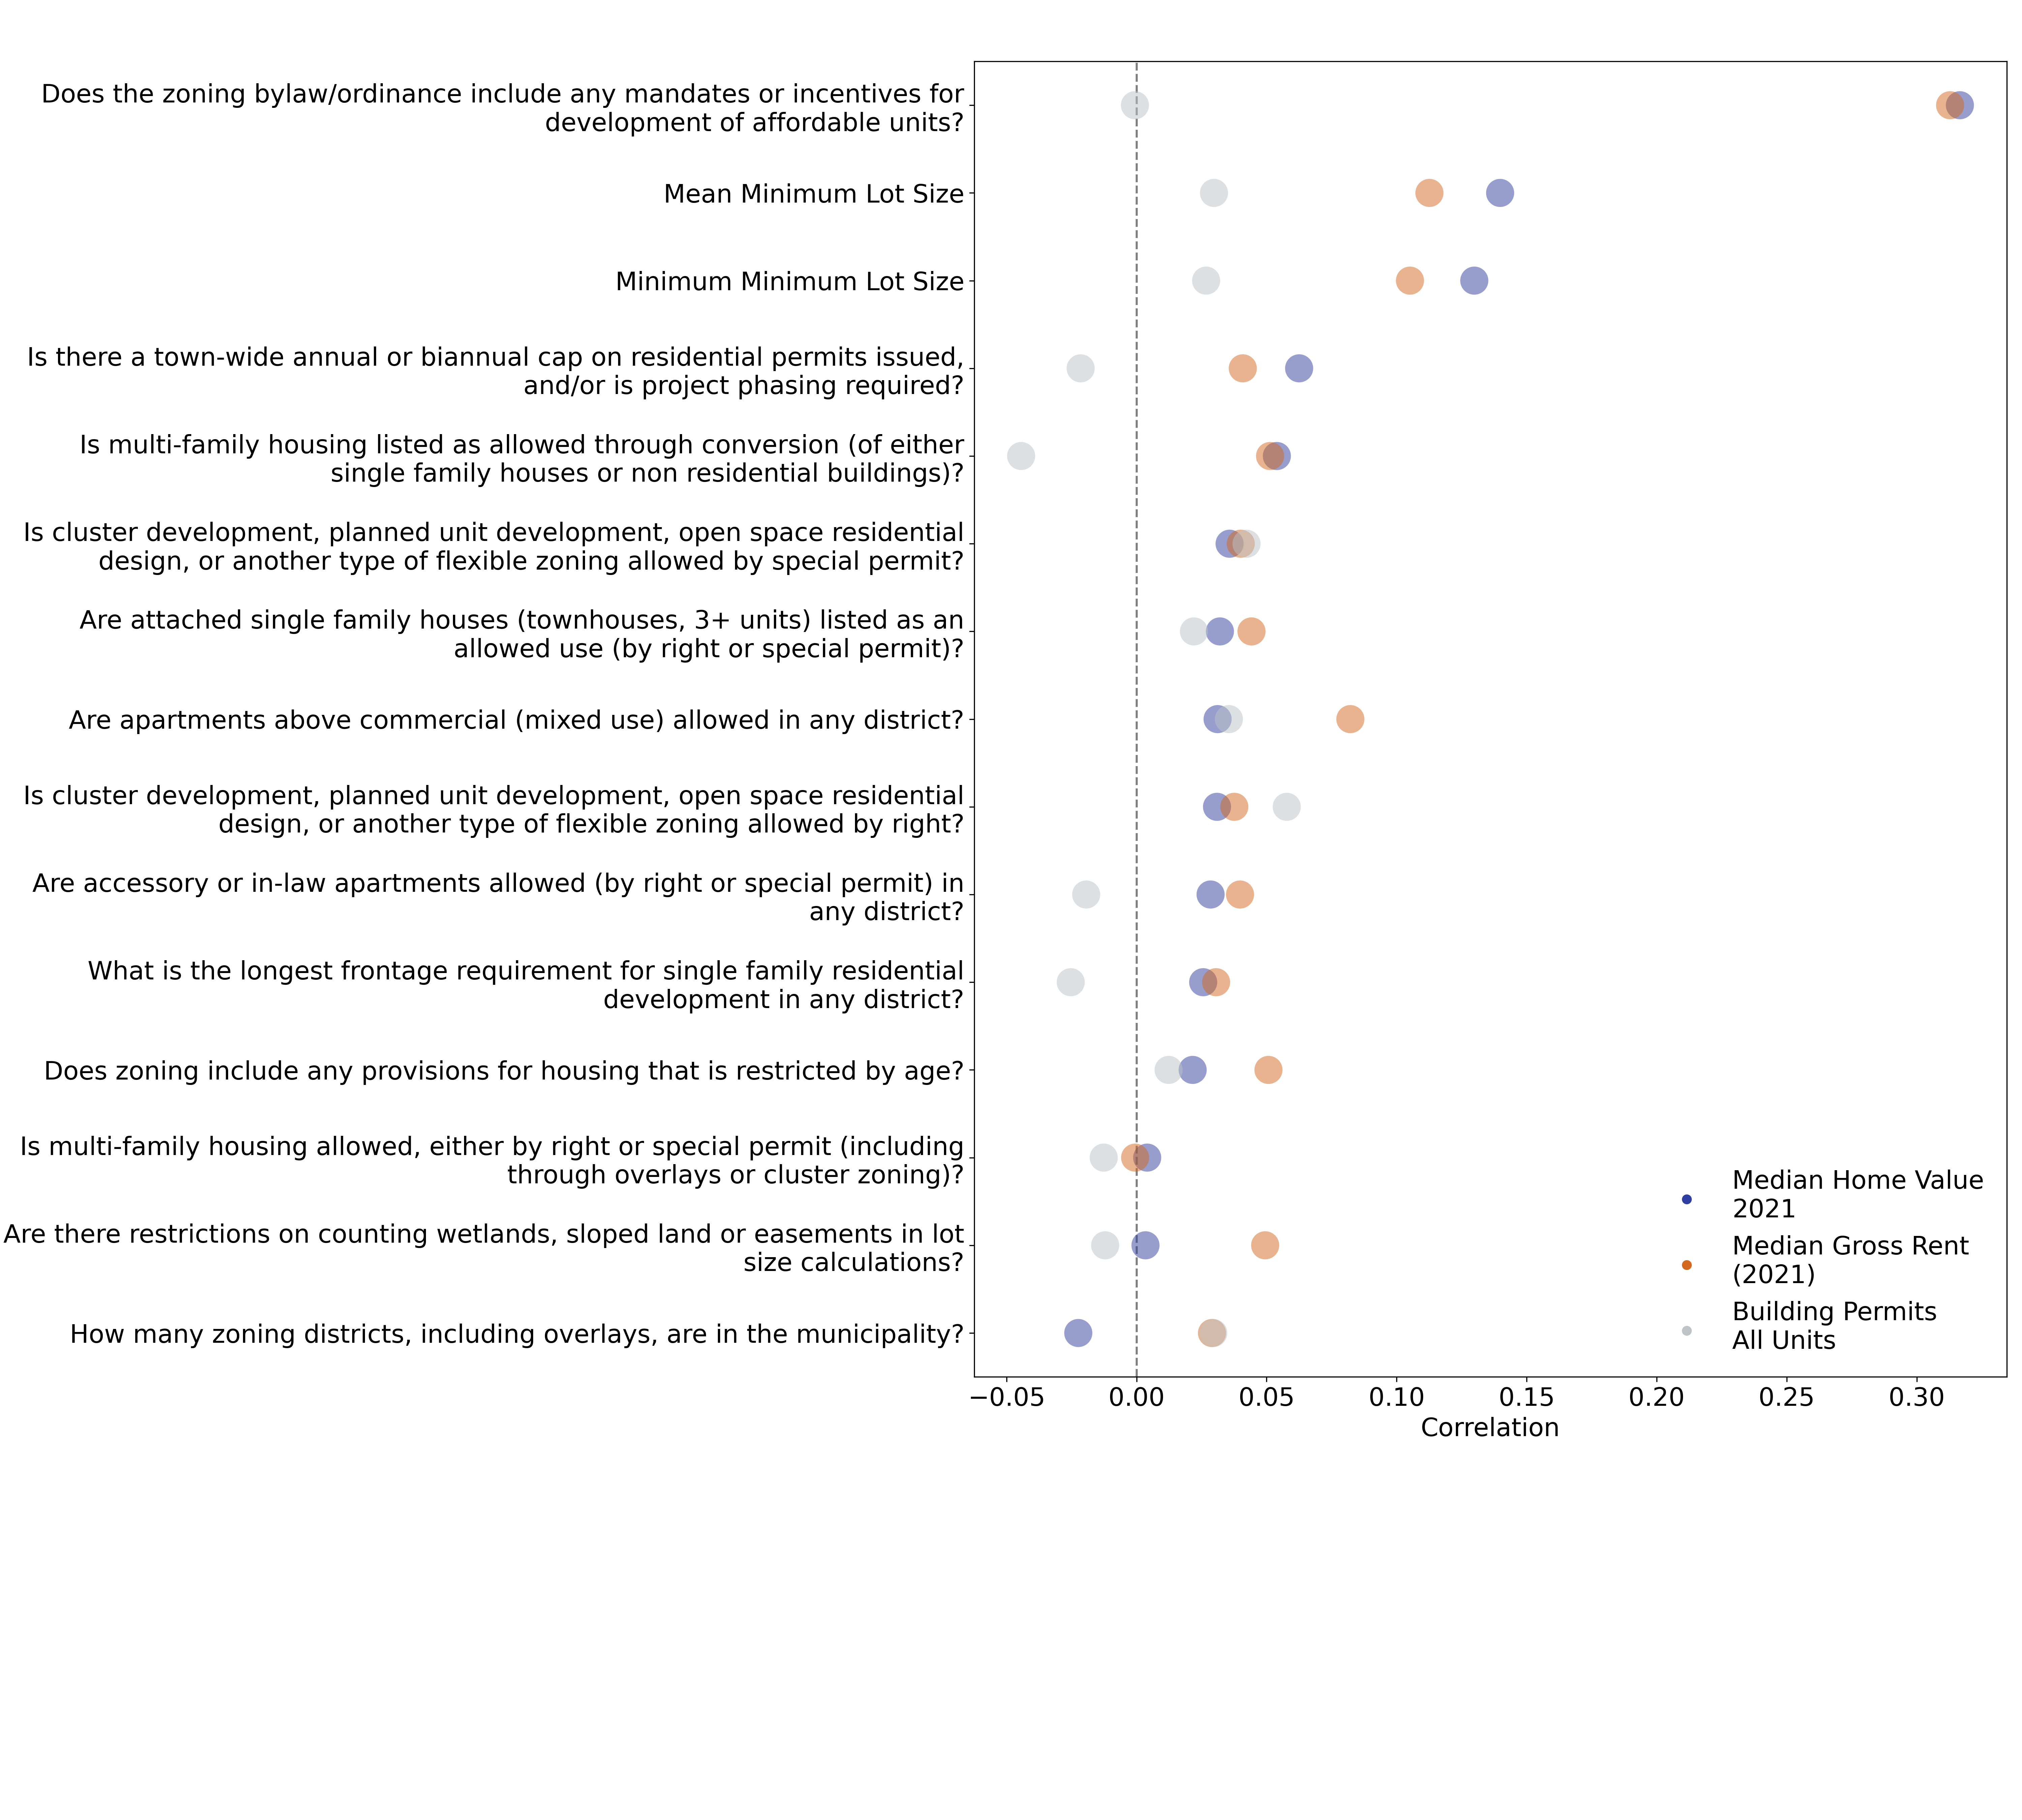 Does the zoning bylaw/ordinance include any mandates or incentives for
development of affordable units?
Mean Minimum Lot Size
Minimum Minimum Lot Size
Is there a town-wide annual or biannual cap on residential permits issued,
and/or is project phasing required?
Is multi-family housing listed as allowed through conversion (of either
single family houses or non residential buildings)?
Is cluster development, planned unit development, open space residential
design, or another type of flexible zoning allowed by special permit?
Are attached single family houses (townhouses, 3+ units) listed as an
allowed use (by right or special permit)?
Are apartments above commercial (mixed use) allowed in any district?
Is cluster development, planned unit development, open space residential
design, or another type of flexible zoning allowed by right?
Are accessory or in-law apartments allowed (by right or special permit) in
any district?
What is the longest frontage requirement for single family residential
development in any district?
Does zoning include any provisions for housing that is restricted by age?
Is multi-family housing allowed, either by right or special permit (including
through overlays or cluster zoning)?
Are there restrictions on counting wetlands, sloped land or easements in lot
size calculations?
How many zoning districts, including overlays, are in the municipality?
Median Home Value
2021
Median Gross Rent
(2021)
Building Permits
All Units
−0.05 0.00 0.05 0.10 0.15 0.20 0.25 0.30
Correlation